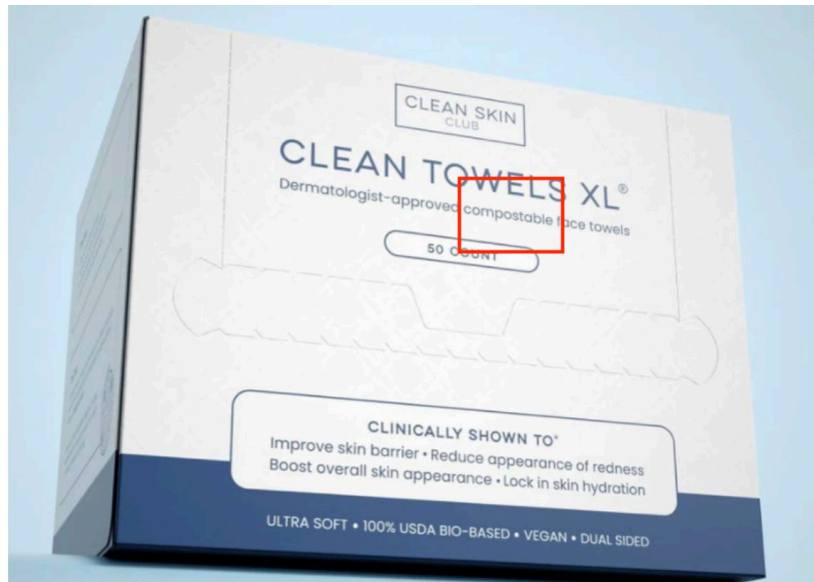 CLEAN SKIN
CLUB
CLEAN TOWELS XL®
Dermatologist-approved compostable face towels
50 COUNT
CLINICALLY SHOWN TO*
Improve skin barrier • Reduce appearance of redness
Boost overall skin appearance • Lock in skin hydration
ULTRA SOFT • 100% USDA BIO-BASED • VEGAN • DUAL SIDED